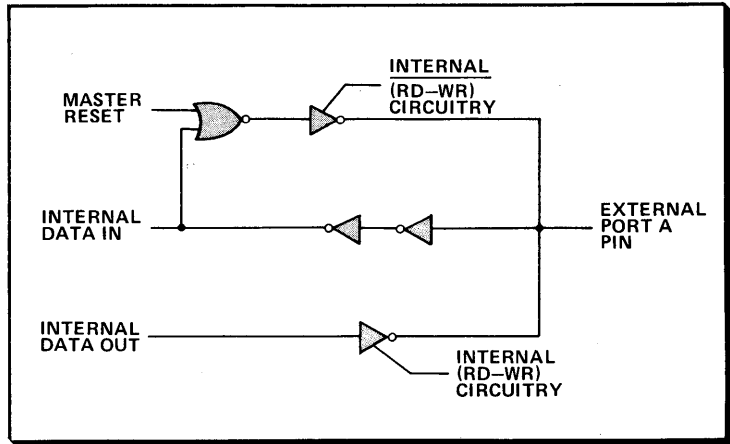 INTERNAL
(RD–WR)
CIRCUITRY
MASTER
RESET
INTERNAL
DATA IN
EXTERNAL
PORT A
PIN
INTERNAL
DATA OUT
INTERNAL
(RD–WR)
CIRCUITRY